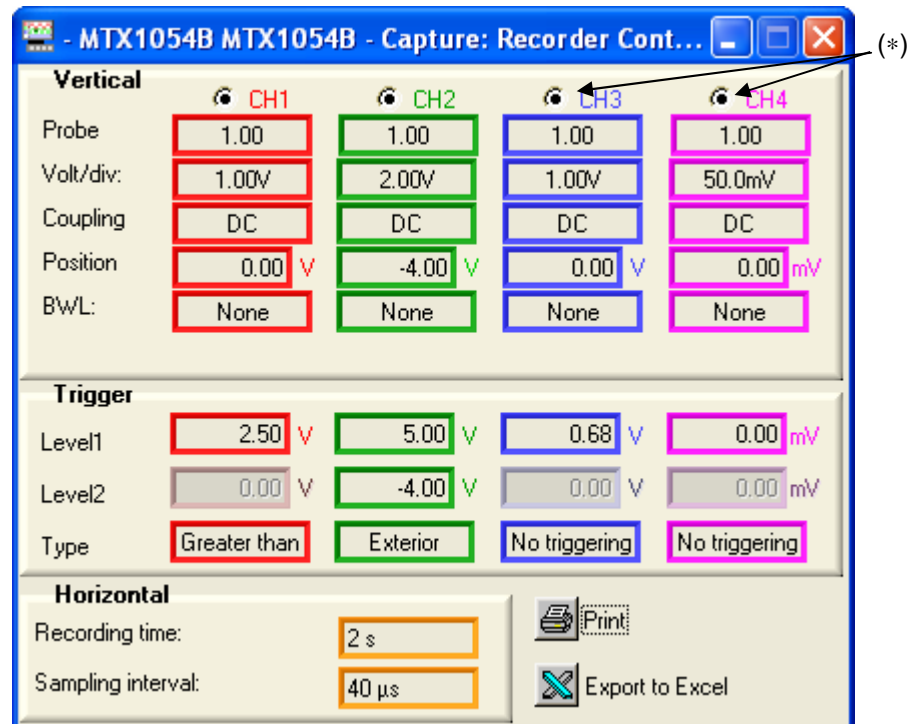 - MTX1054B MTX1054B - Capture: Recorder Cont...
(*)
Vertical
CH1 CH2 CH3 CH4
Probe 1.00 1.00 1.00 1.00
Volt/div: 1.00V 2.00V 1.00V 50.0mV
Coupling DC DC DC DC
Position 0.00 V -4.00 V 0.00 V 0.00 mV
BWL: None None None None
Trigger
Level1 2.50 V 5.00 V 0.68 V 0.00 mV
Level2 0.00 V -4.00 V 0.00 V 0.00 mV
Type Greater than Exterior No triggering No triggering
Horizontal
Recording time: 2 s
Print
Sampling interval: 40 µs
Export to Excel